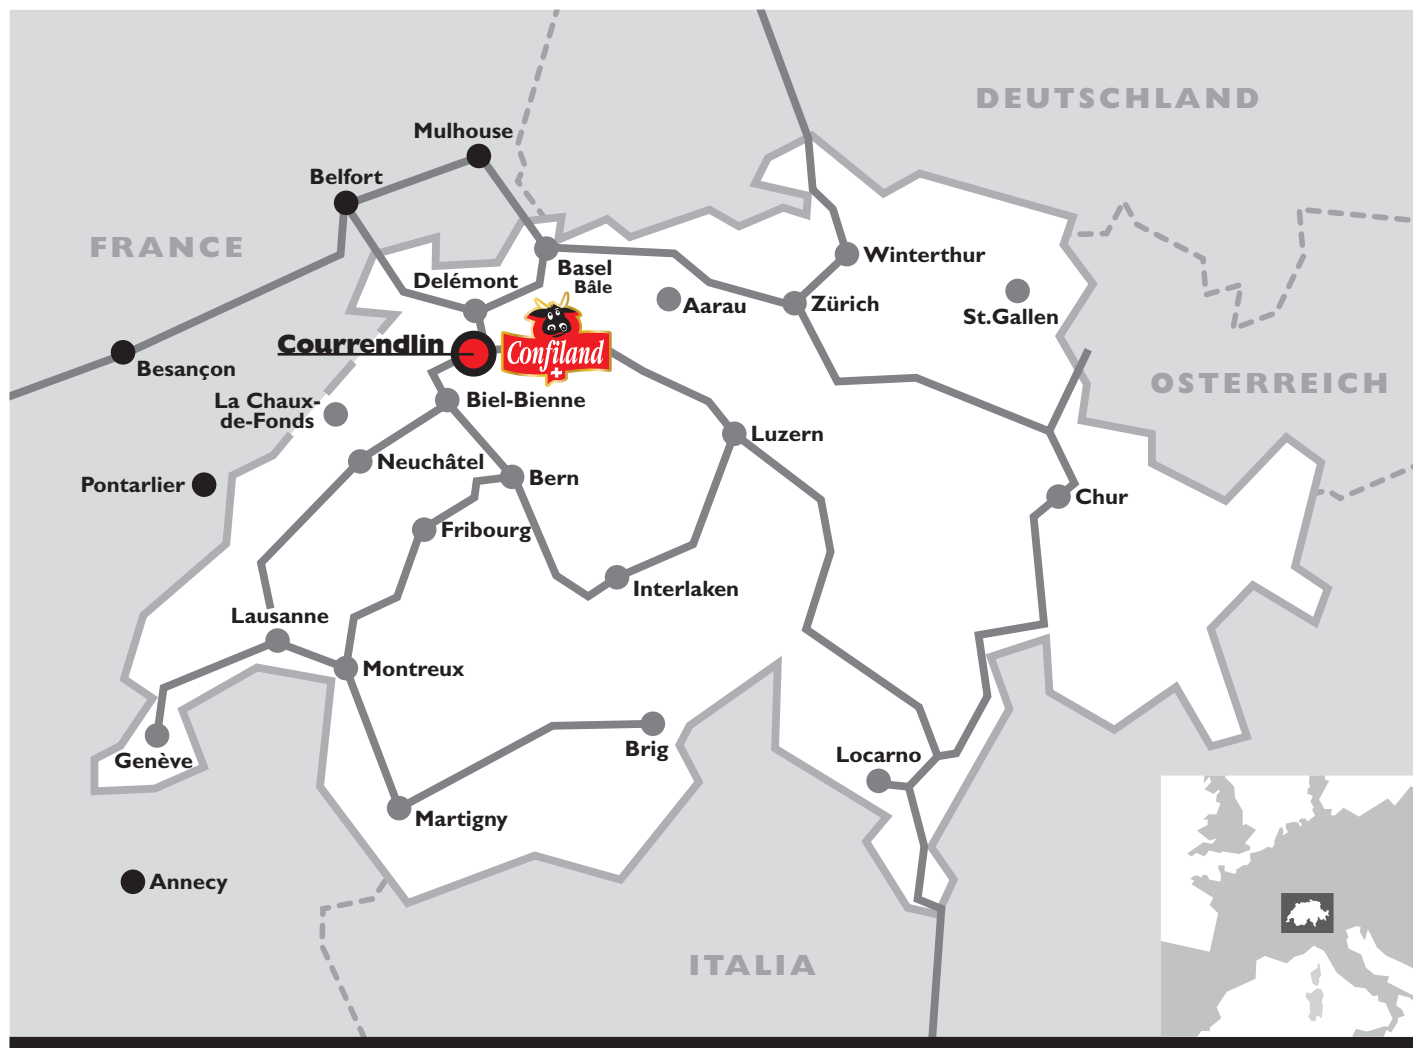 DEUTSCHLAND
Mulhouse
Belfort
FRANCE
Winterthur
Basel
Bâle
Delémont
Aarau
Zürich
St.Gallen
Courrendlin
Confiland
Besançon
OSTERREICH
La Chaux-
de-Fonds
Biel-Bienne
Luzern
Neuchâtel
Bern
Pontarlier
Chur
Fribourg
Interlaken
Lausanne
Montreux
Brig
Locarno
Genève
Martigny
Annecy
ITALIA